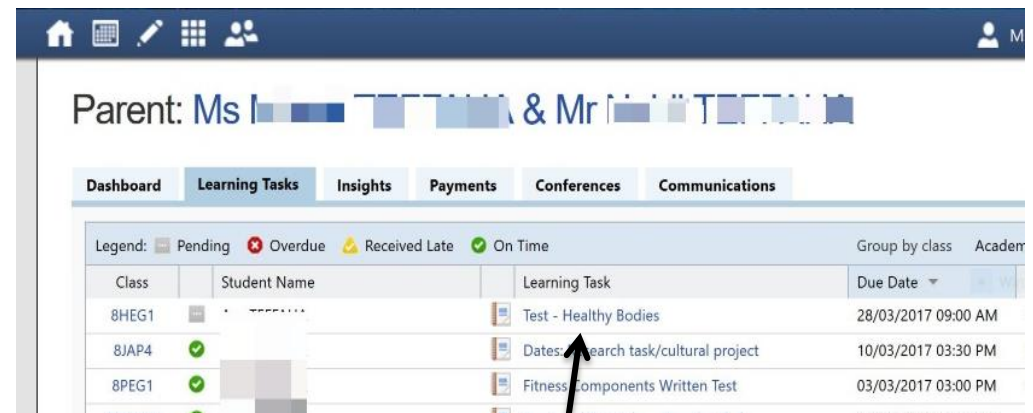 M
Parent: Ms & Mr
Dashboard Learning Tasks Insights Payments Conferences Communications
Legend: Pending Overdue Received Late On Time Group by class Academ
Class Student Name Learning Task Due Date
8HEG1 Test - Healthy Bodies 28/03/2017 09:00 AM
8JAP4 Dates: task/cultural project 10/03/2017 03:30 PM
8PEG1 Fitness Components Written Test 03/03/2017 03:00 PM